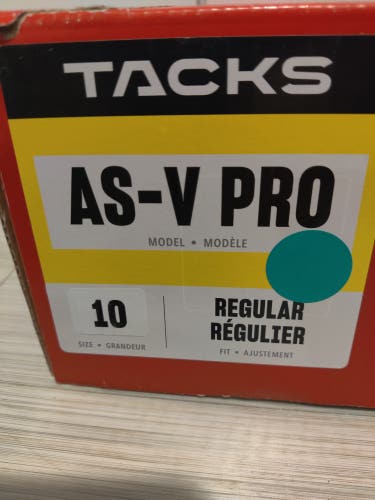 TACKS
AS-V PRO
MODEL • MODÈLE
10
SIZE • GRANDEUR
REGULAR
RÉGULIER
FIT • AJUSTEMENT